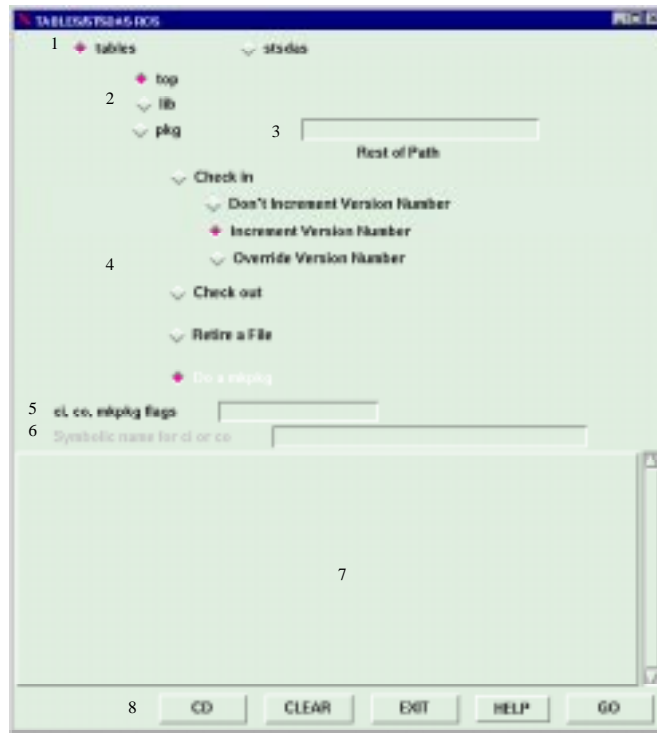 TABLES/STSDAS RCS
1 tables stsdas
top
2 lib
pkg 3
Rest of Path
Check in
Don't Increment Version Number
Increment Version Number
4 Override Version Number
Check out
Retire a File
Do a mkpkg
5 ci, co, mkpkg flags
6 Symbolic name for ci or co
7
8 CD CLEAR EXIT HELP GO